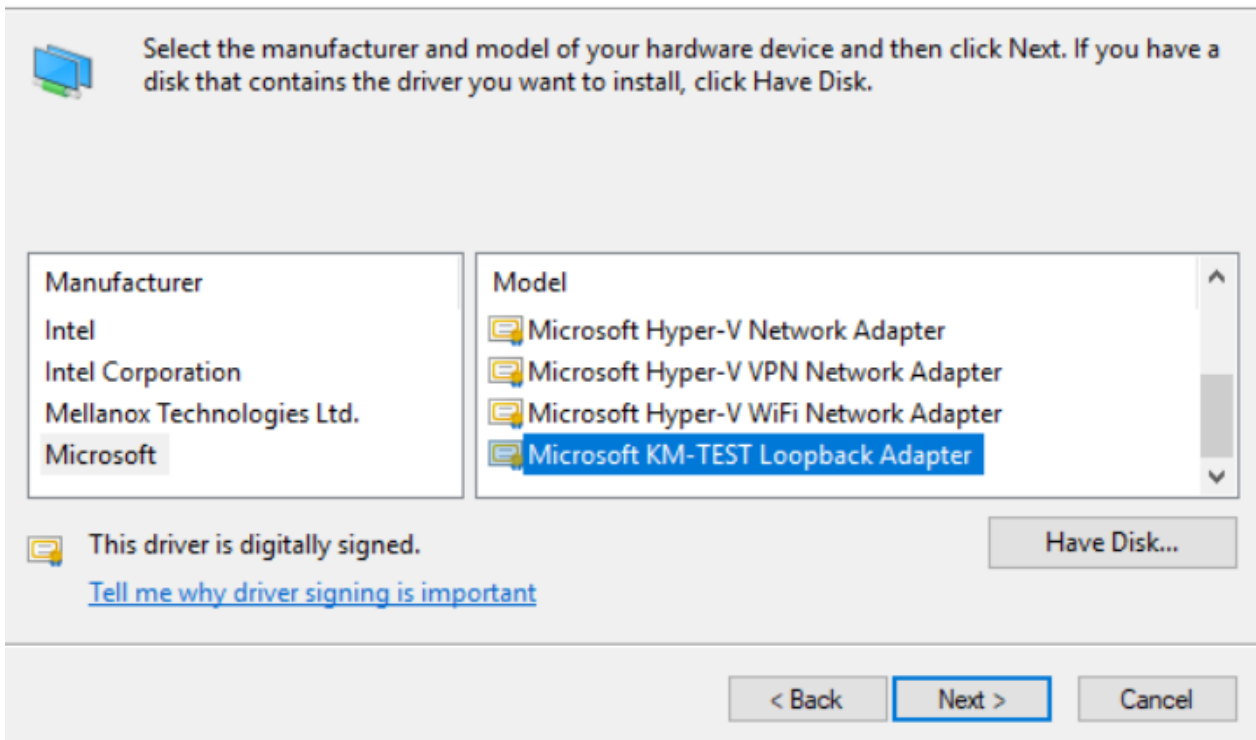 Select the manufacturer and model of your hardware device and then click Next. If you have a
disk that contains the driver you want to install, click Have Disk.
Manufacturer
Intel
Intel Corporation
Mellanox Technologies Ltd.
Microsoft
Model
Microsoft Hyper-V Network Adapter
Microsoft Hyper-V VPN Network Adapter
Microsoft Hyper-V WiFi Network Adapter
Microsoft KM-TEST Loopback Adapter
This driver is digitally signed.
Tell me why driver signing is important
Have Disk...
< Back
Next >
Cancel